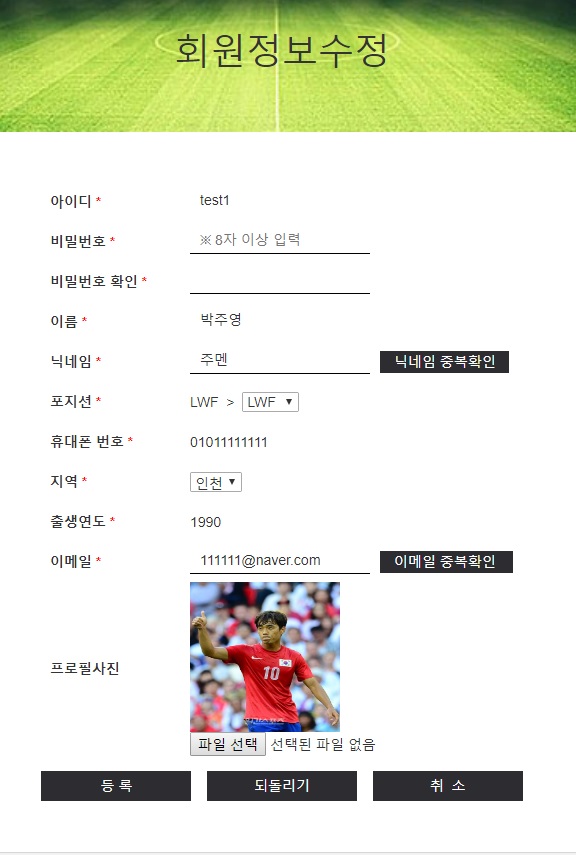 회원정보수정
아이디 * test1
비밀번호 * ※ 8자 이상 입력
비밀번호 확인 *
이름 * 박주영
닉네임 * 주멘 닉네임 중복확인
포지션 * LWF > LWF ▼
휴대폰 번호 * 01011111111
지역 * 인천 ▼
출생연도 * 1990
이메일 * 111111@naver.com 이메일 중복확인
10
프로필사진
파일 선택 선택된 파일 없음
등 록 되돌리기 취 소